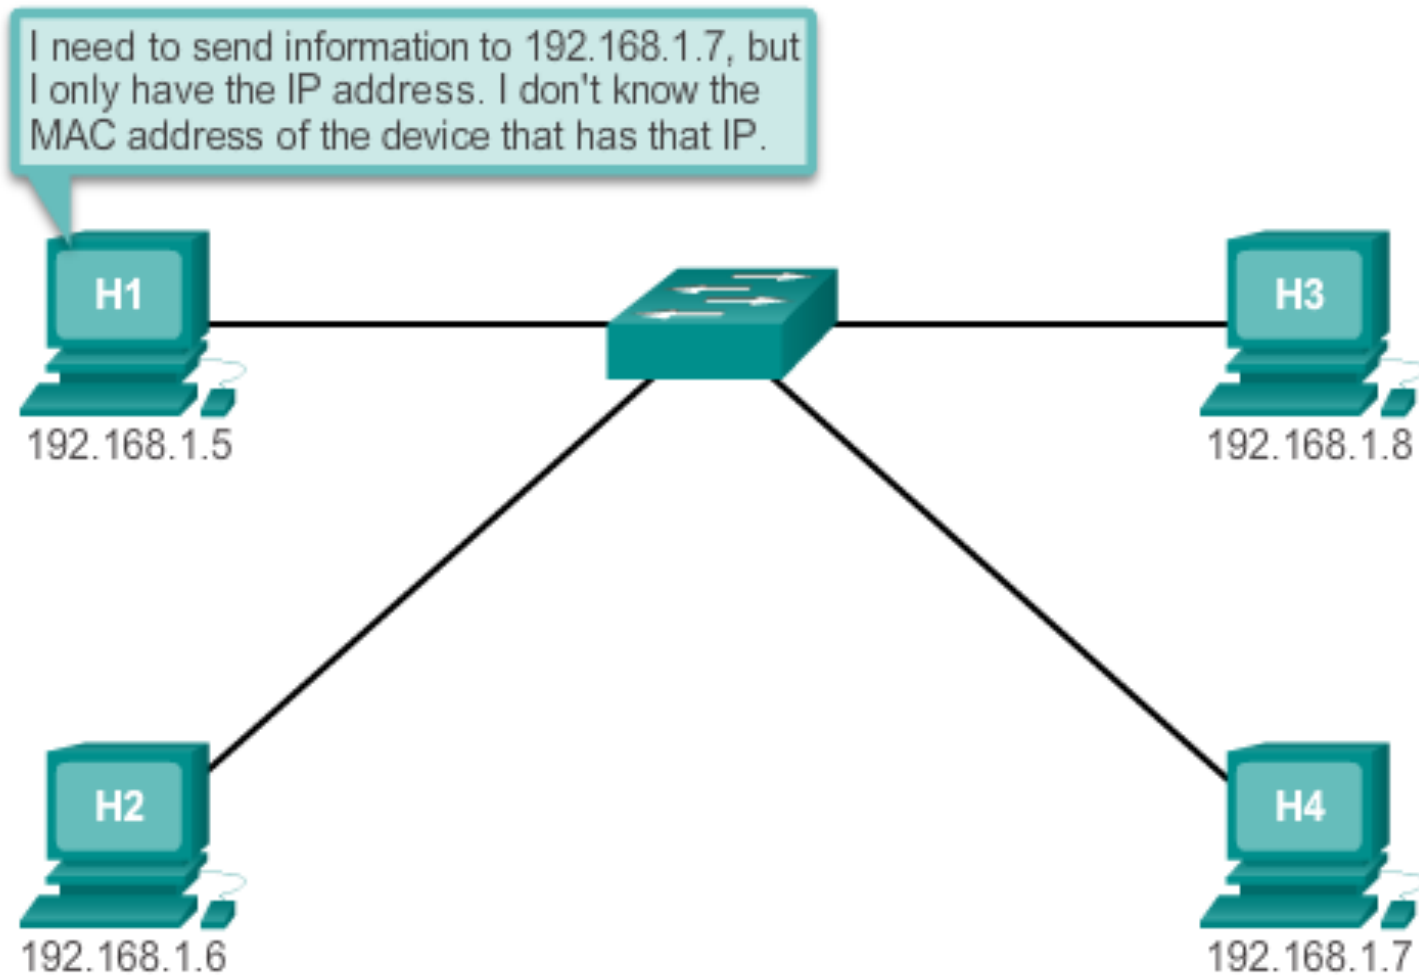 I need to send information to 192.168.1.7, but
I only have the IP address. I don't know the
MAC address of the device that has that IP.
H1
H3
192.168.1.5
192.168.1.8
H2
H4
192.168.1.6
192.168.1.7